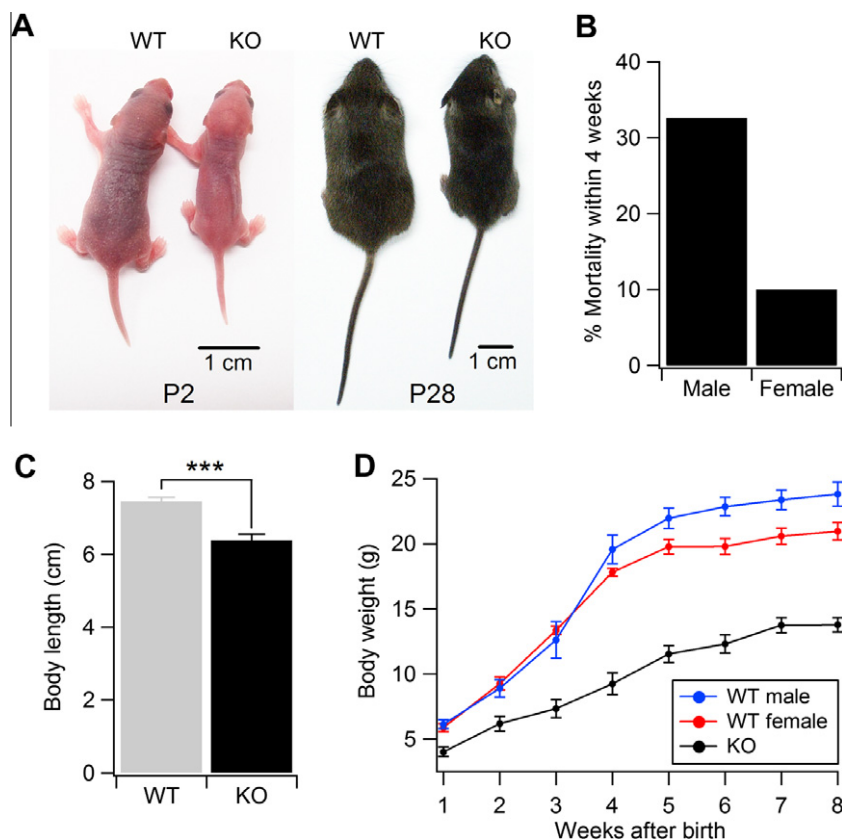 A
WT KO WT KO
1 cm 1 cm
P2 P28
B
% Mortality within 4 weeks
40
30
20
10
0
Male Female
C
***
Body length (cm)
8
6
4
2
0
WT KO
D
Body weight (g)
25
20
15
10
5
WT male
WT female
KO
1 2 3 4 5 6 7 8
Weeks after birth